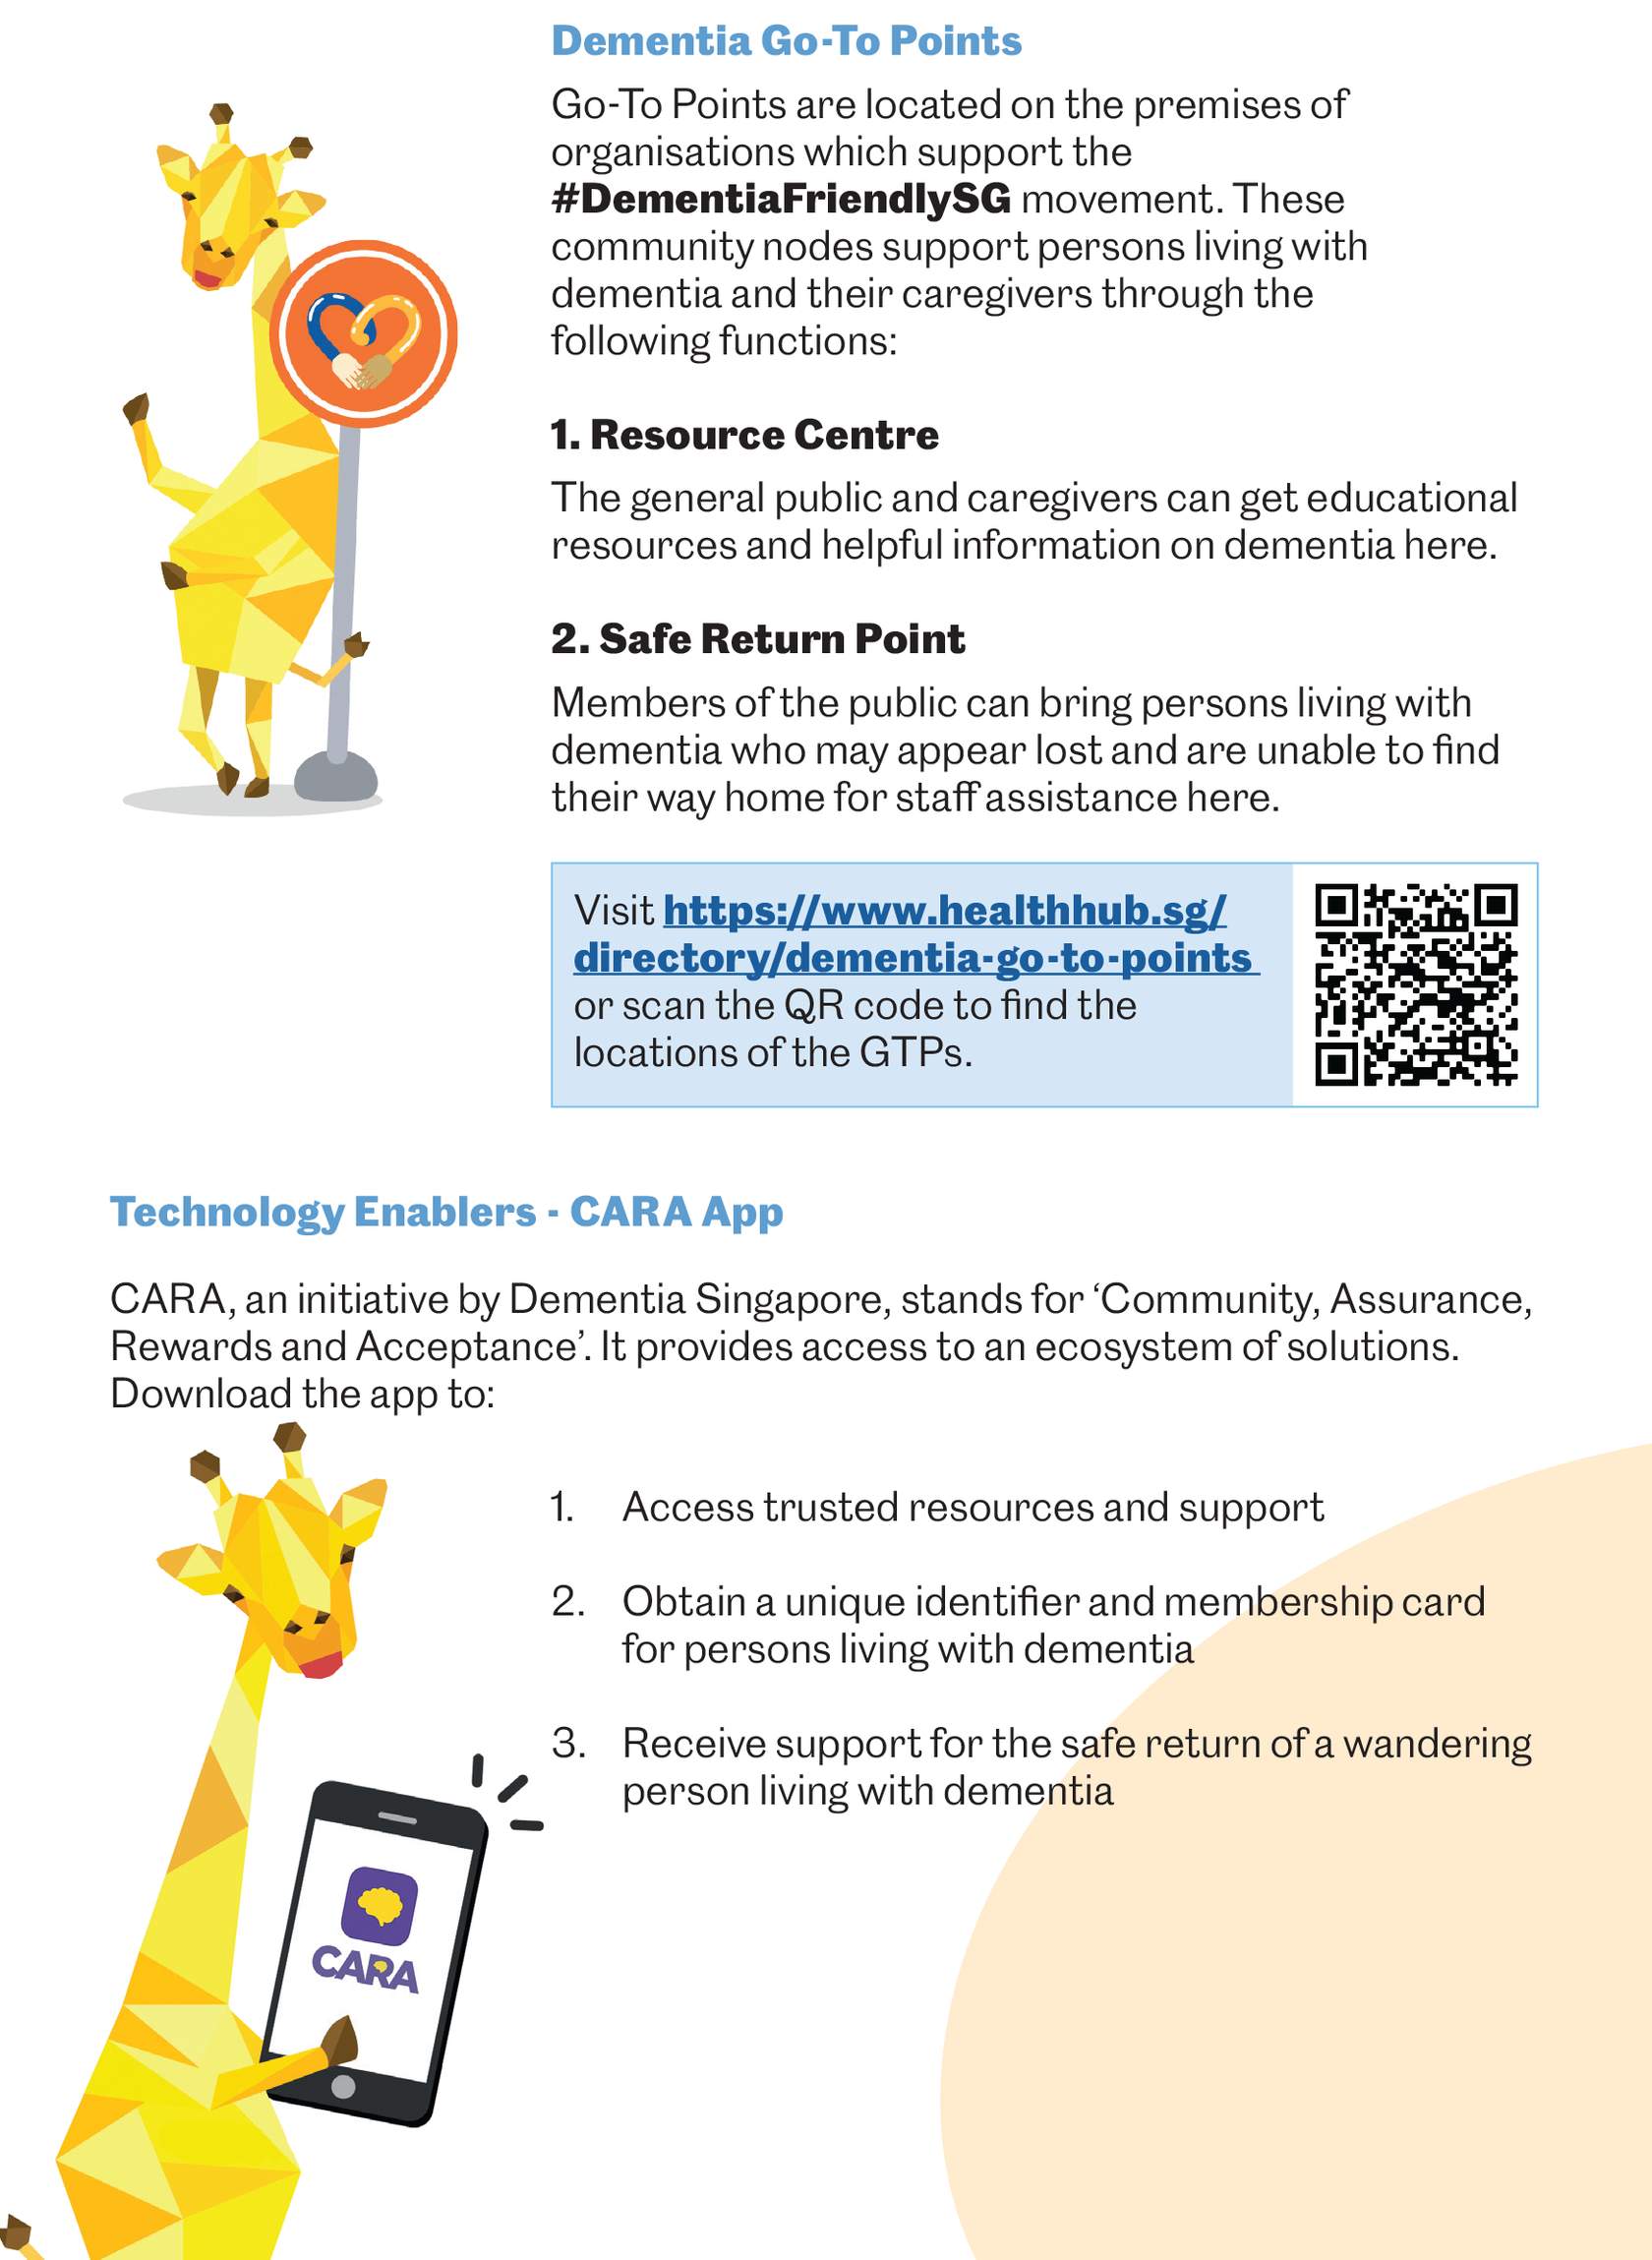 Dementia Go-To Points
Go-To Points are located on the premises of
organisations which support the
#DementiaFriendlySG movement. These
community nodes support persons living with
dementia and their caregivers through the
following functions:
1. Resource Centre
The general public and caregivers can get educational
resources and helpful information on dementia here.
2. Safe Return Point
Members of the public can bring persons living with
dementia who may appear lost and are unable to find
their way home for staff assistance here.
Visit https://www.healthhub.sg/
directory/dementia-go-to-points
or scan the QR code to find the
locations of the GTPs.
Technology Enablers - CARA App
CARA, an initiative by Dementia Singapore, stands for ‘Community, Assurance,
Rewards and Acceptance’. It provides access to an ecosystem of solutions.
Download the app to:
1. Access trusted resources and support
2. Obtain a unique identifier and membership card
for persons living with dementia
3. Receive support for the safe return of a wandering
person living with dementia
CARA